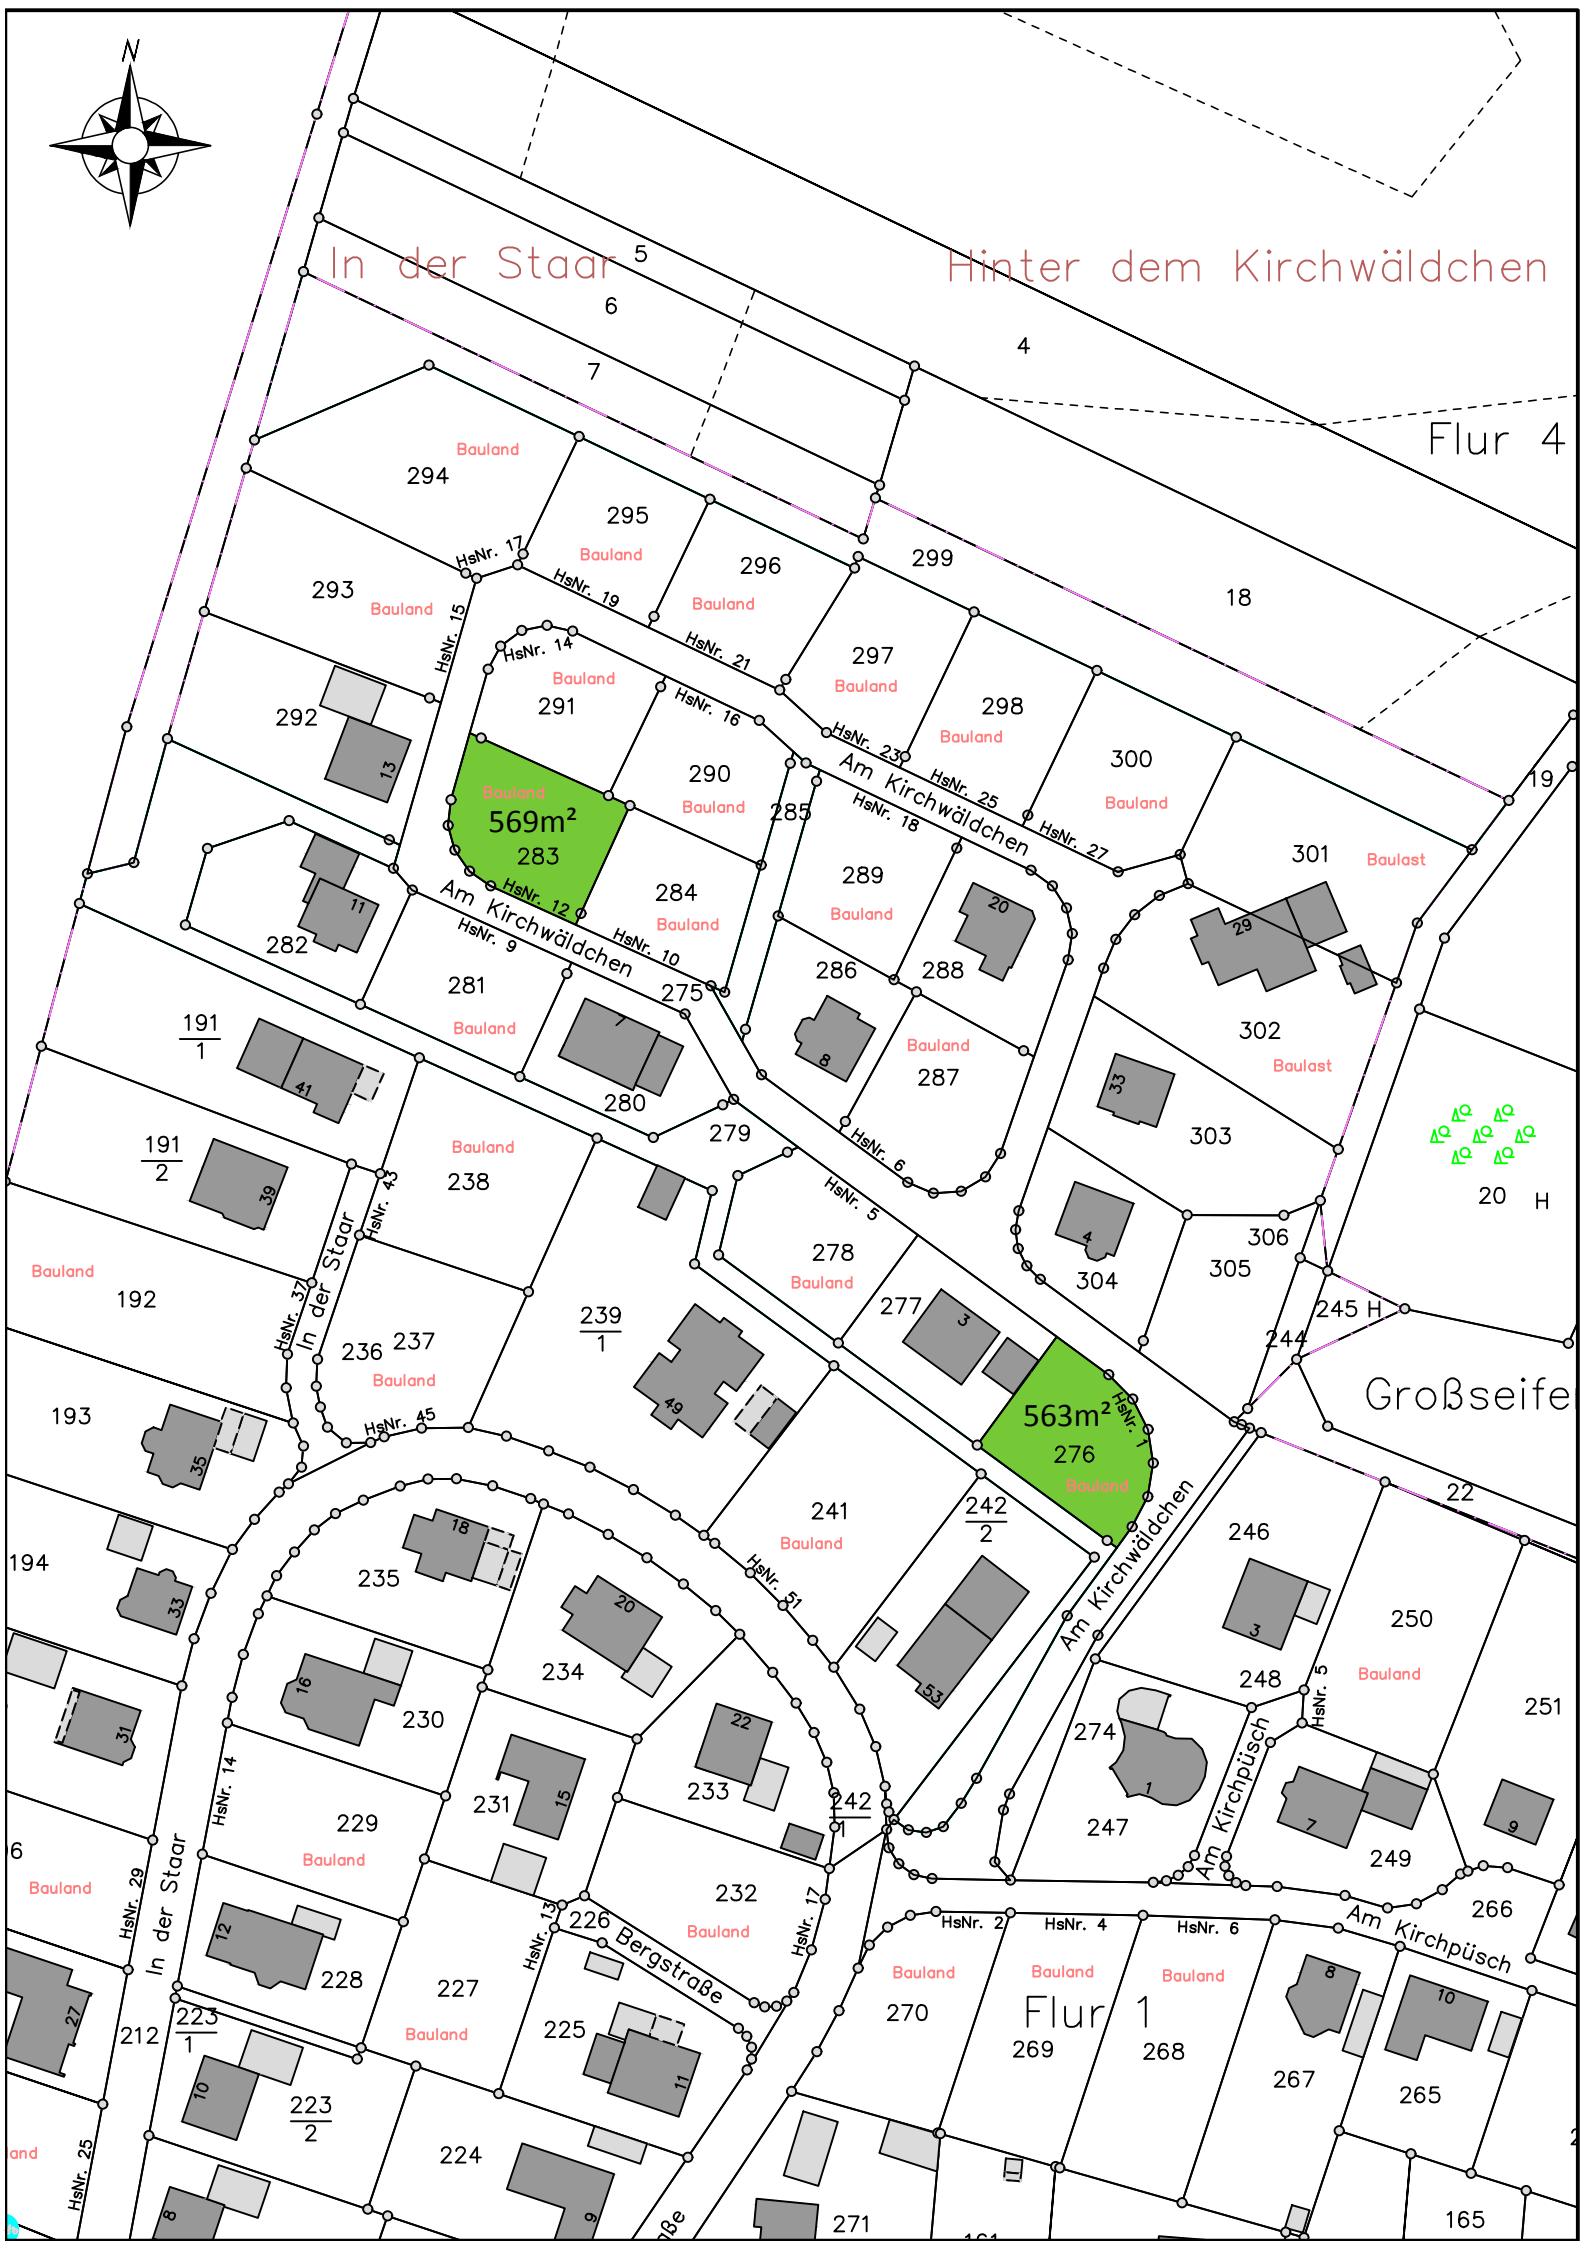 N
In der Staar
Hinter dem Kirchwäldchen
5
6
4
7
Flur 4
Bauland
294
295
Bauland
HsNr. 17
296
299
HsNr. 19
18
293
Bauland
Bauland
HsNr. 15
HsNr. 14
HsNr. 21
297
Bauland
Bauland
291
HsNr. 16
292
298
Bauland
HsNr. 23
300
13
290
Am Kirchwäldchen
HsNr. 25
19
Bauland
569m²
283
Bauland
285
HsNr. 18
Bauland
HsNr. 27
301
Baulast
289
284
11
HsNr. 12
Am Kirchwäldchen
Bauland
Bauland
20
29
HsNr. 9
HsNr. 10
282
286
288
281
275
Bauland
7
191
1
302
Bauland
8
287
Baulast
41
33
280
279
303
191
2
Bauland
238
HsNr. 6
39
HsNr. 43
HsNr. 5
20
H
In der Staar
4
306
278
Bauland
Bauland
192
304
305
HsNr. 37
277
3
245 H
239
1
244
236
237
Bauland
563m²
276
Bauland
HsNr. 1
Großseife
193
HsNr. 45
49
35
241
Bauland
242
2
22
246
194
18
235
Am Kirchwäldchen
HsNr. 51
20
33
3
250
Bauland
234
53
16
248
HsNr. 5
251
31
230
22
274
Am Kirchpüsch
1
HsNr. 14
231
15
233
242
1
229
Bauland
247
7
9
249
6
Bauland
HsNr. 29
In der Staar
232
Bauland
HsNr. 17
266
12
HsNr. 13
226
Bergstraße
HsNr. 2
HsNr. 4
HsNr. 6
Am Kirchpüsch
228
227
Bauland
Bauland
Bauland
8
10
27
270
Flur 1
212
223
1
Bauland
225
269
268
267
265
10
11
223
2
and
HsNr. 25
224
8
9
aße
271
165